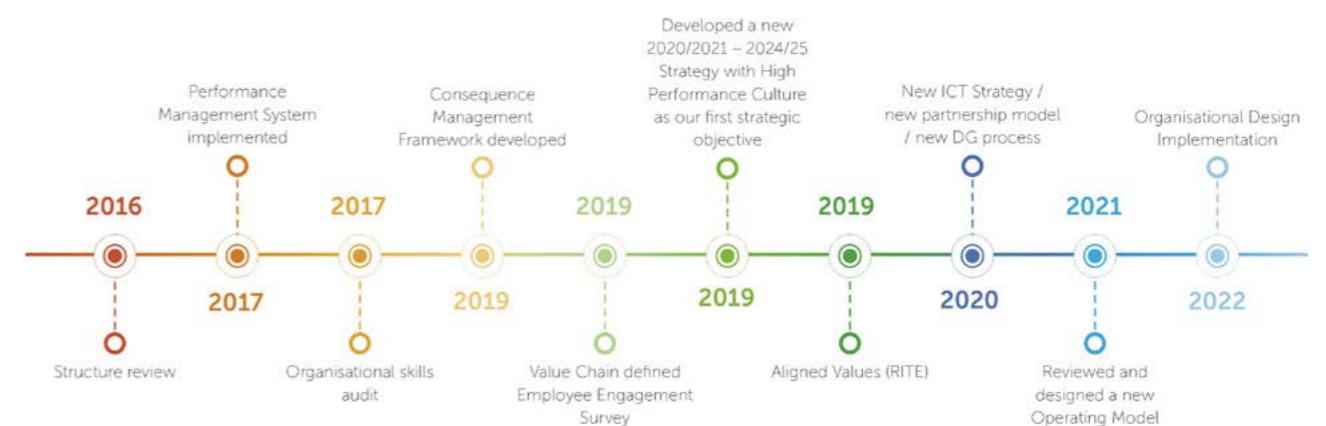 2016
Structure review
Performance
Management System
implemented
2017
2017
Organisational skills
audit
Consequence
Management
Framework developed
2019
2019
Value Chain defined
Employee Engagement
Survey
Developed a new
2020/2021 – 2024/25
Strategy with High
Performance Culture
as our first strategic
objective
2019
2019
Aligned Values (RITE)
New ICT Strategy /
new partnership model
/ new DG process
2020
2021
Reviewed and
designed a new
Operating Model
Organisational Design
Implementation
2022